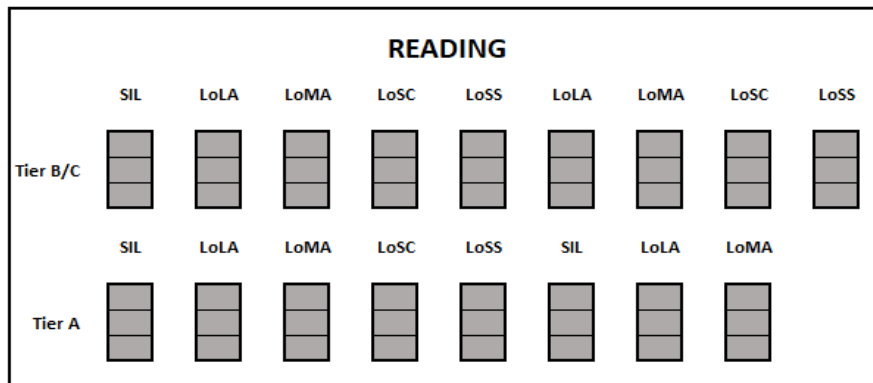 READING
SIL LoLA LoMA LoSC LoSS LoLA LoMA LoSC LoSS
Tier B/C
SIL LoLA LoMA LoSC LoSS SIL LoLA LoMA
Tier A